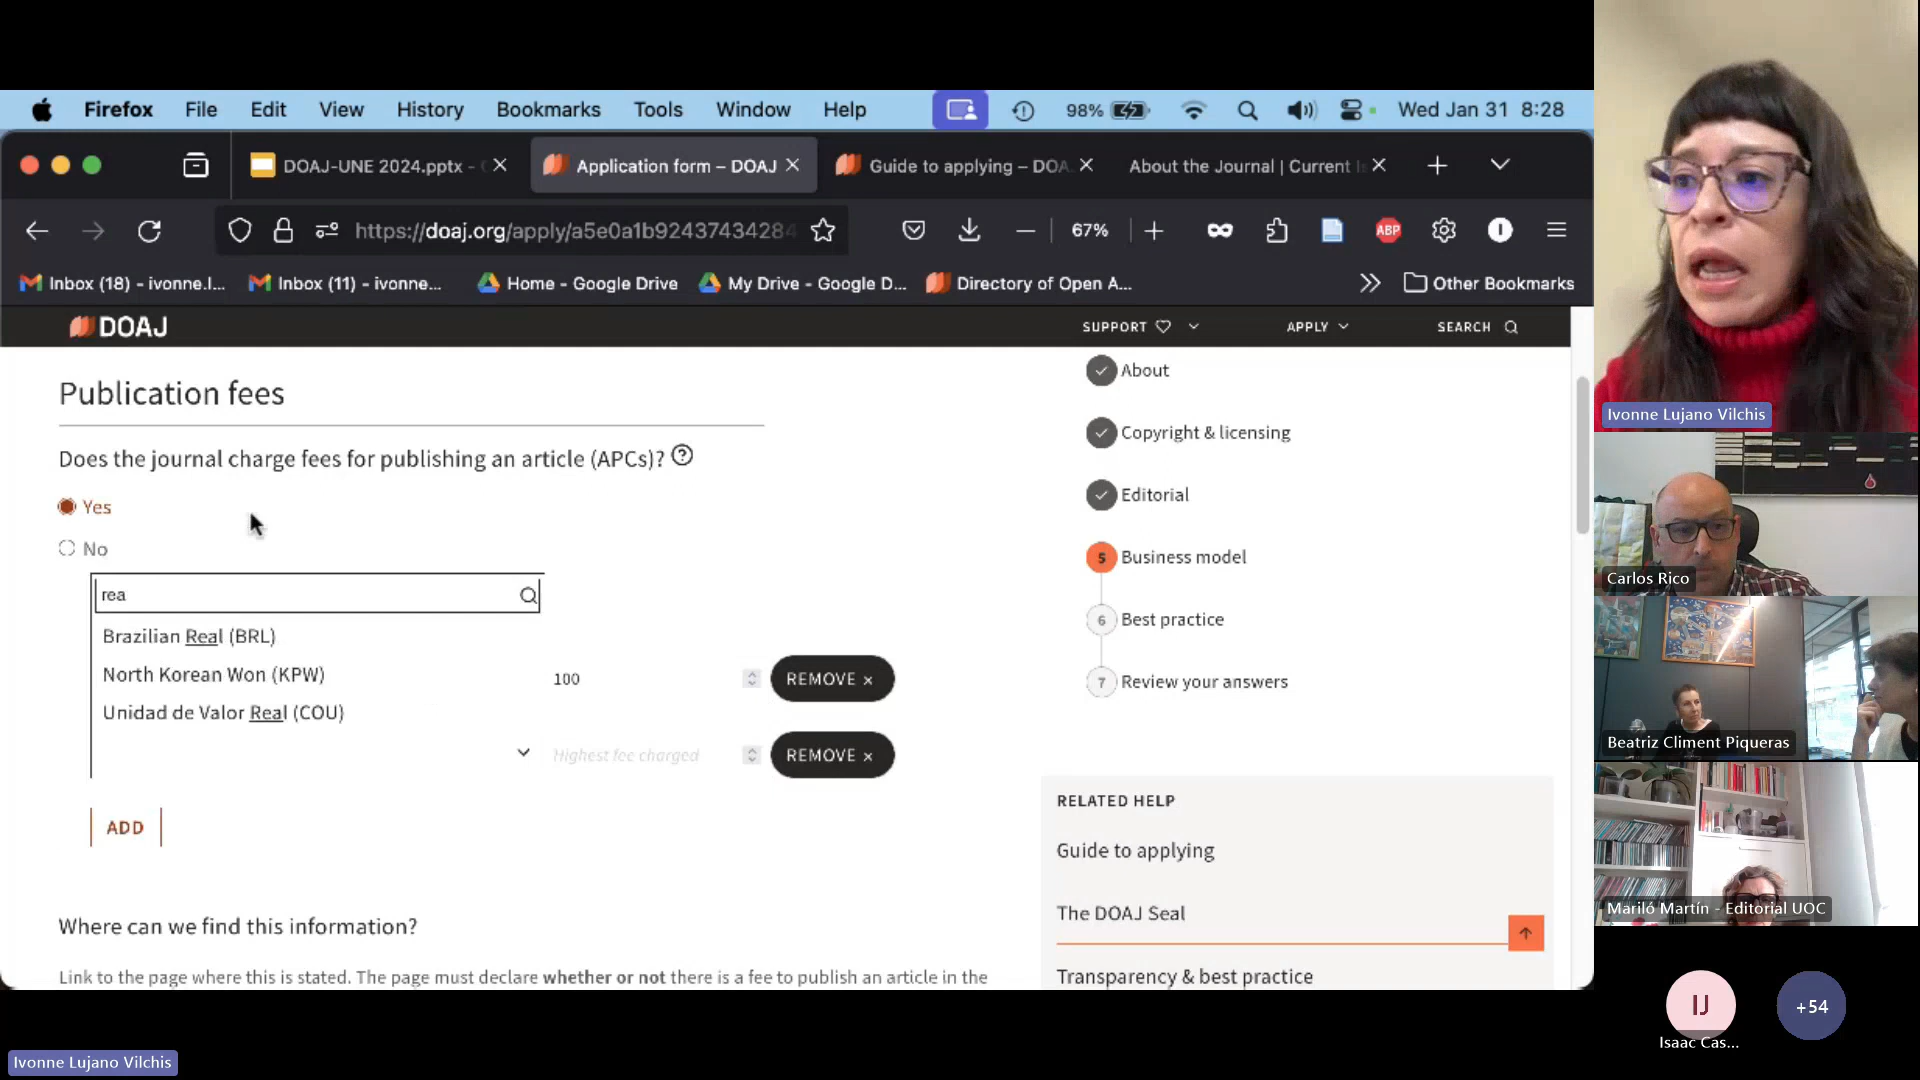 Firefox File Edit View History Bookmarks Tools Window Help 98% Wed Jan 31 8:28
DOAJ-UNE 2024.pptx - Application form – DOAJ Guide to applying – DOA About the Journal | Current
https://doaj.org/apply/a5e0a1b92437434284 67% ABP I
Inbox (18) - ivonne.l... Inbox (11) - ivonne... Home - Google Drive My Drive - Google D... Directory of Open A... Other Bookmarks
DOAJ SUPPORT APPLY SEARCH
Publication fees
Does the journal charge fees for publishing an article (APCs)? ?
Yes
No
rea
Brazilian Real (BRL)
North Korean Won (KPW) 100 REMOVE ×
Unidad de Valor Real (COU)
Highest fee charged REMOVE ×
ADD
Where can we find this information?
Link to the page where this is stated. The page must declare whether or not there is a fee to publish an article in the
About
Copyright & licensing
Editorial
5 Business model
6 Best practice
7 Review your answers
RELATED HELP
Guide to applying
The DOAJ Seal
Transparency & best practice
Ivonne Lujano Vilchis
Carlos Rico
Beatriz Climent Piqueras
Mariló Martín - Editorial UOC
IJ +54
Isaac Cas...
Ivonne Lujano Vilchis